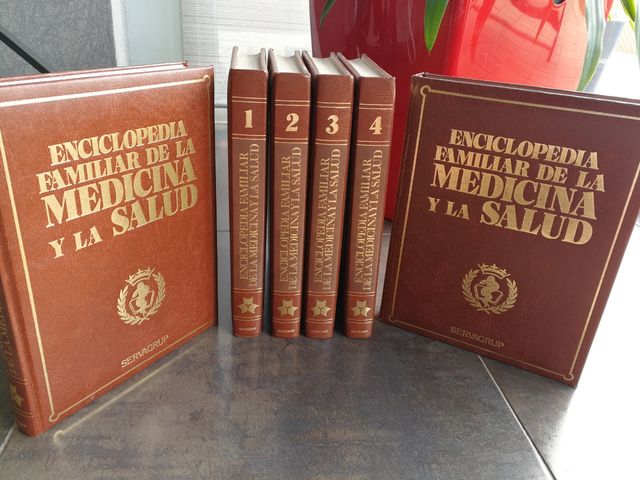 ENCICLOPEDIA
FAMILIAR DE LA
MEDICINA
Y LA SALUD
SERVAGRUP
1
ENCICLOPEDIA FAMILIAR
DE LA MEDICINA Y LA SALUD
2
ENCICLOPEDIA FAMILIAR
DE LA MEDICINA Y LA SALUD
3
ENCICLOPEDIA FAMILIAR
DE LA MEDICINA Y LA SALUD
4
ENCICLOPEDIA FAMILIAR
DE LA MEDICINA Y LA SALUD
ENCICLOPEDIA
FAMILIAR DE LA
MEDICINA
Y LA SALUD
SERVAGRUP